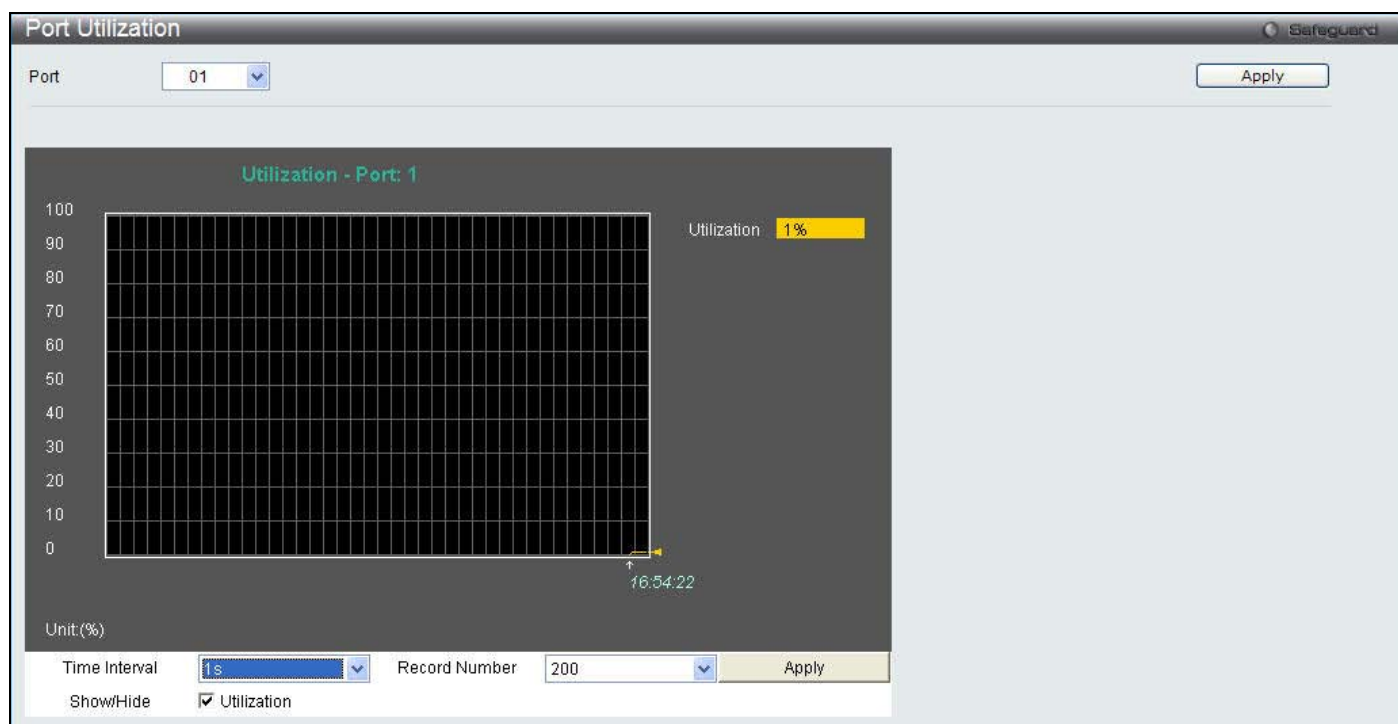 Port Utilization
Safeguard
Port 01 Apply
Utilization - Port: 1
100
90
80
70
60
50
40
30
20
10
0
Utilization 1%
16:54:22
Unit:(%)
Time Interval 1s Record Number 200 Apply
Show/Hide Utilization